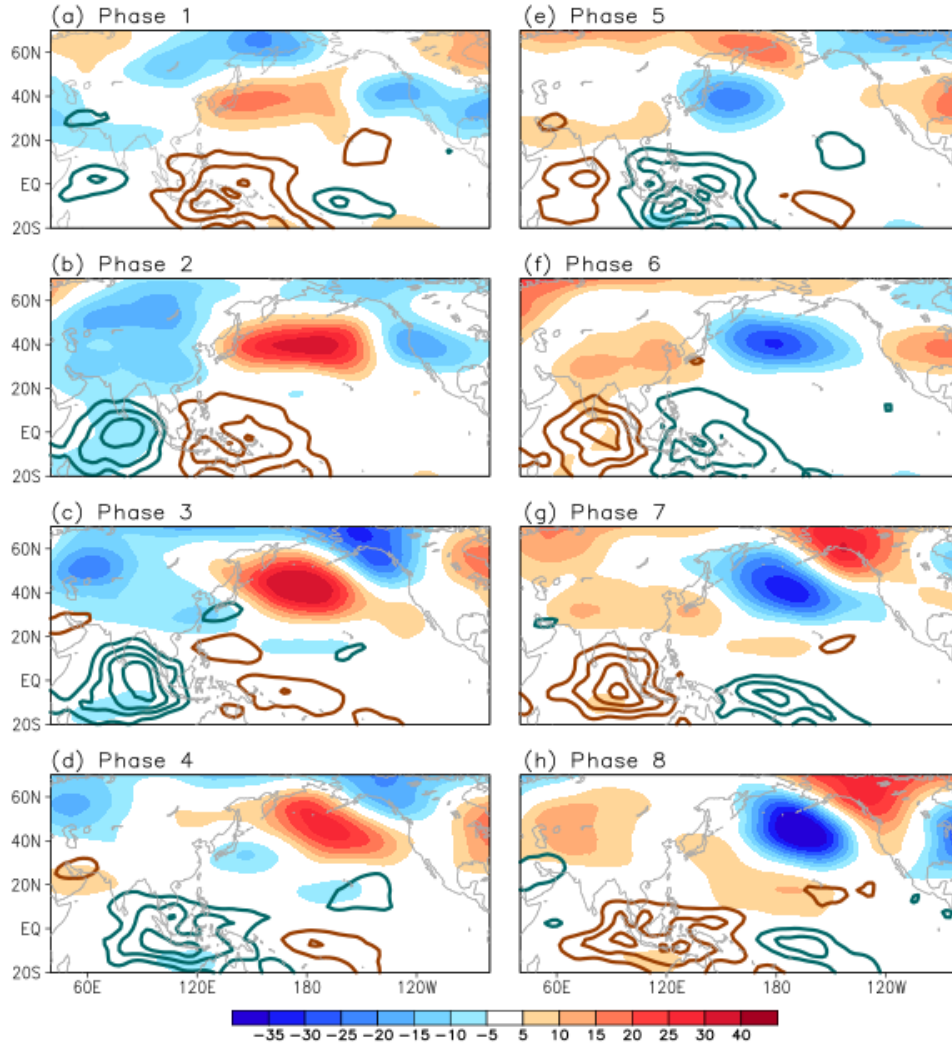 (a) Phase 1
60N
40N
20N
EQ
20S
(e) Phase 5
(b) Phase 2
60N
40N
20N
EQ
20S
(f) Phase 6
(c) Phase 3
60N
40N
20N
EQ
20S
(g) Phase 7
(d) Phase 4
60N
40N
20N
EQ
20S
60E 120E 180 120W
(h) Phase 8
60E 120E 180 120W
-35 -30 -25 -20 -15 -10 -5 5 10 15 20 25 30 40